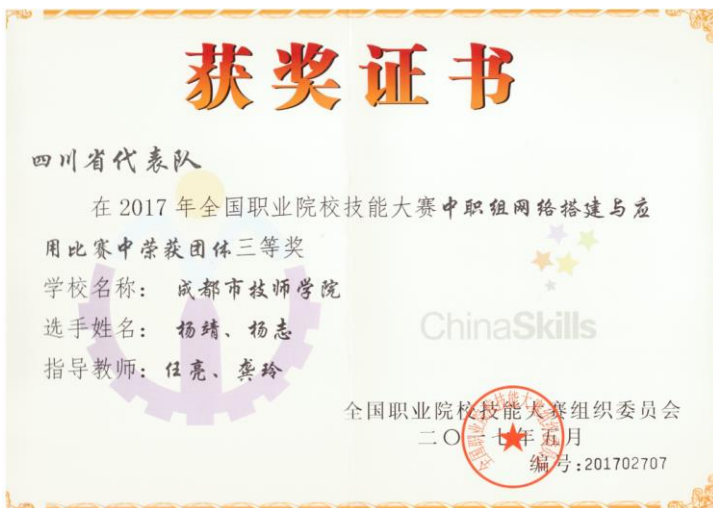 获奖证书
四川省代表队
在 2017 年全国职业院校技能大赛中职组网络搭建与应
用比赛中荣获团体三等奖
学校名称： 成都市技师学院
选手姓名： 杨靖、杨志
指导教师： 任亮、龚玲
ChinaSkills
全国职业院校技能大赛组织委员会
二〇一七年五月
编号:201702707